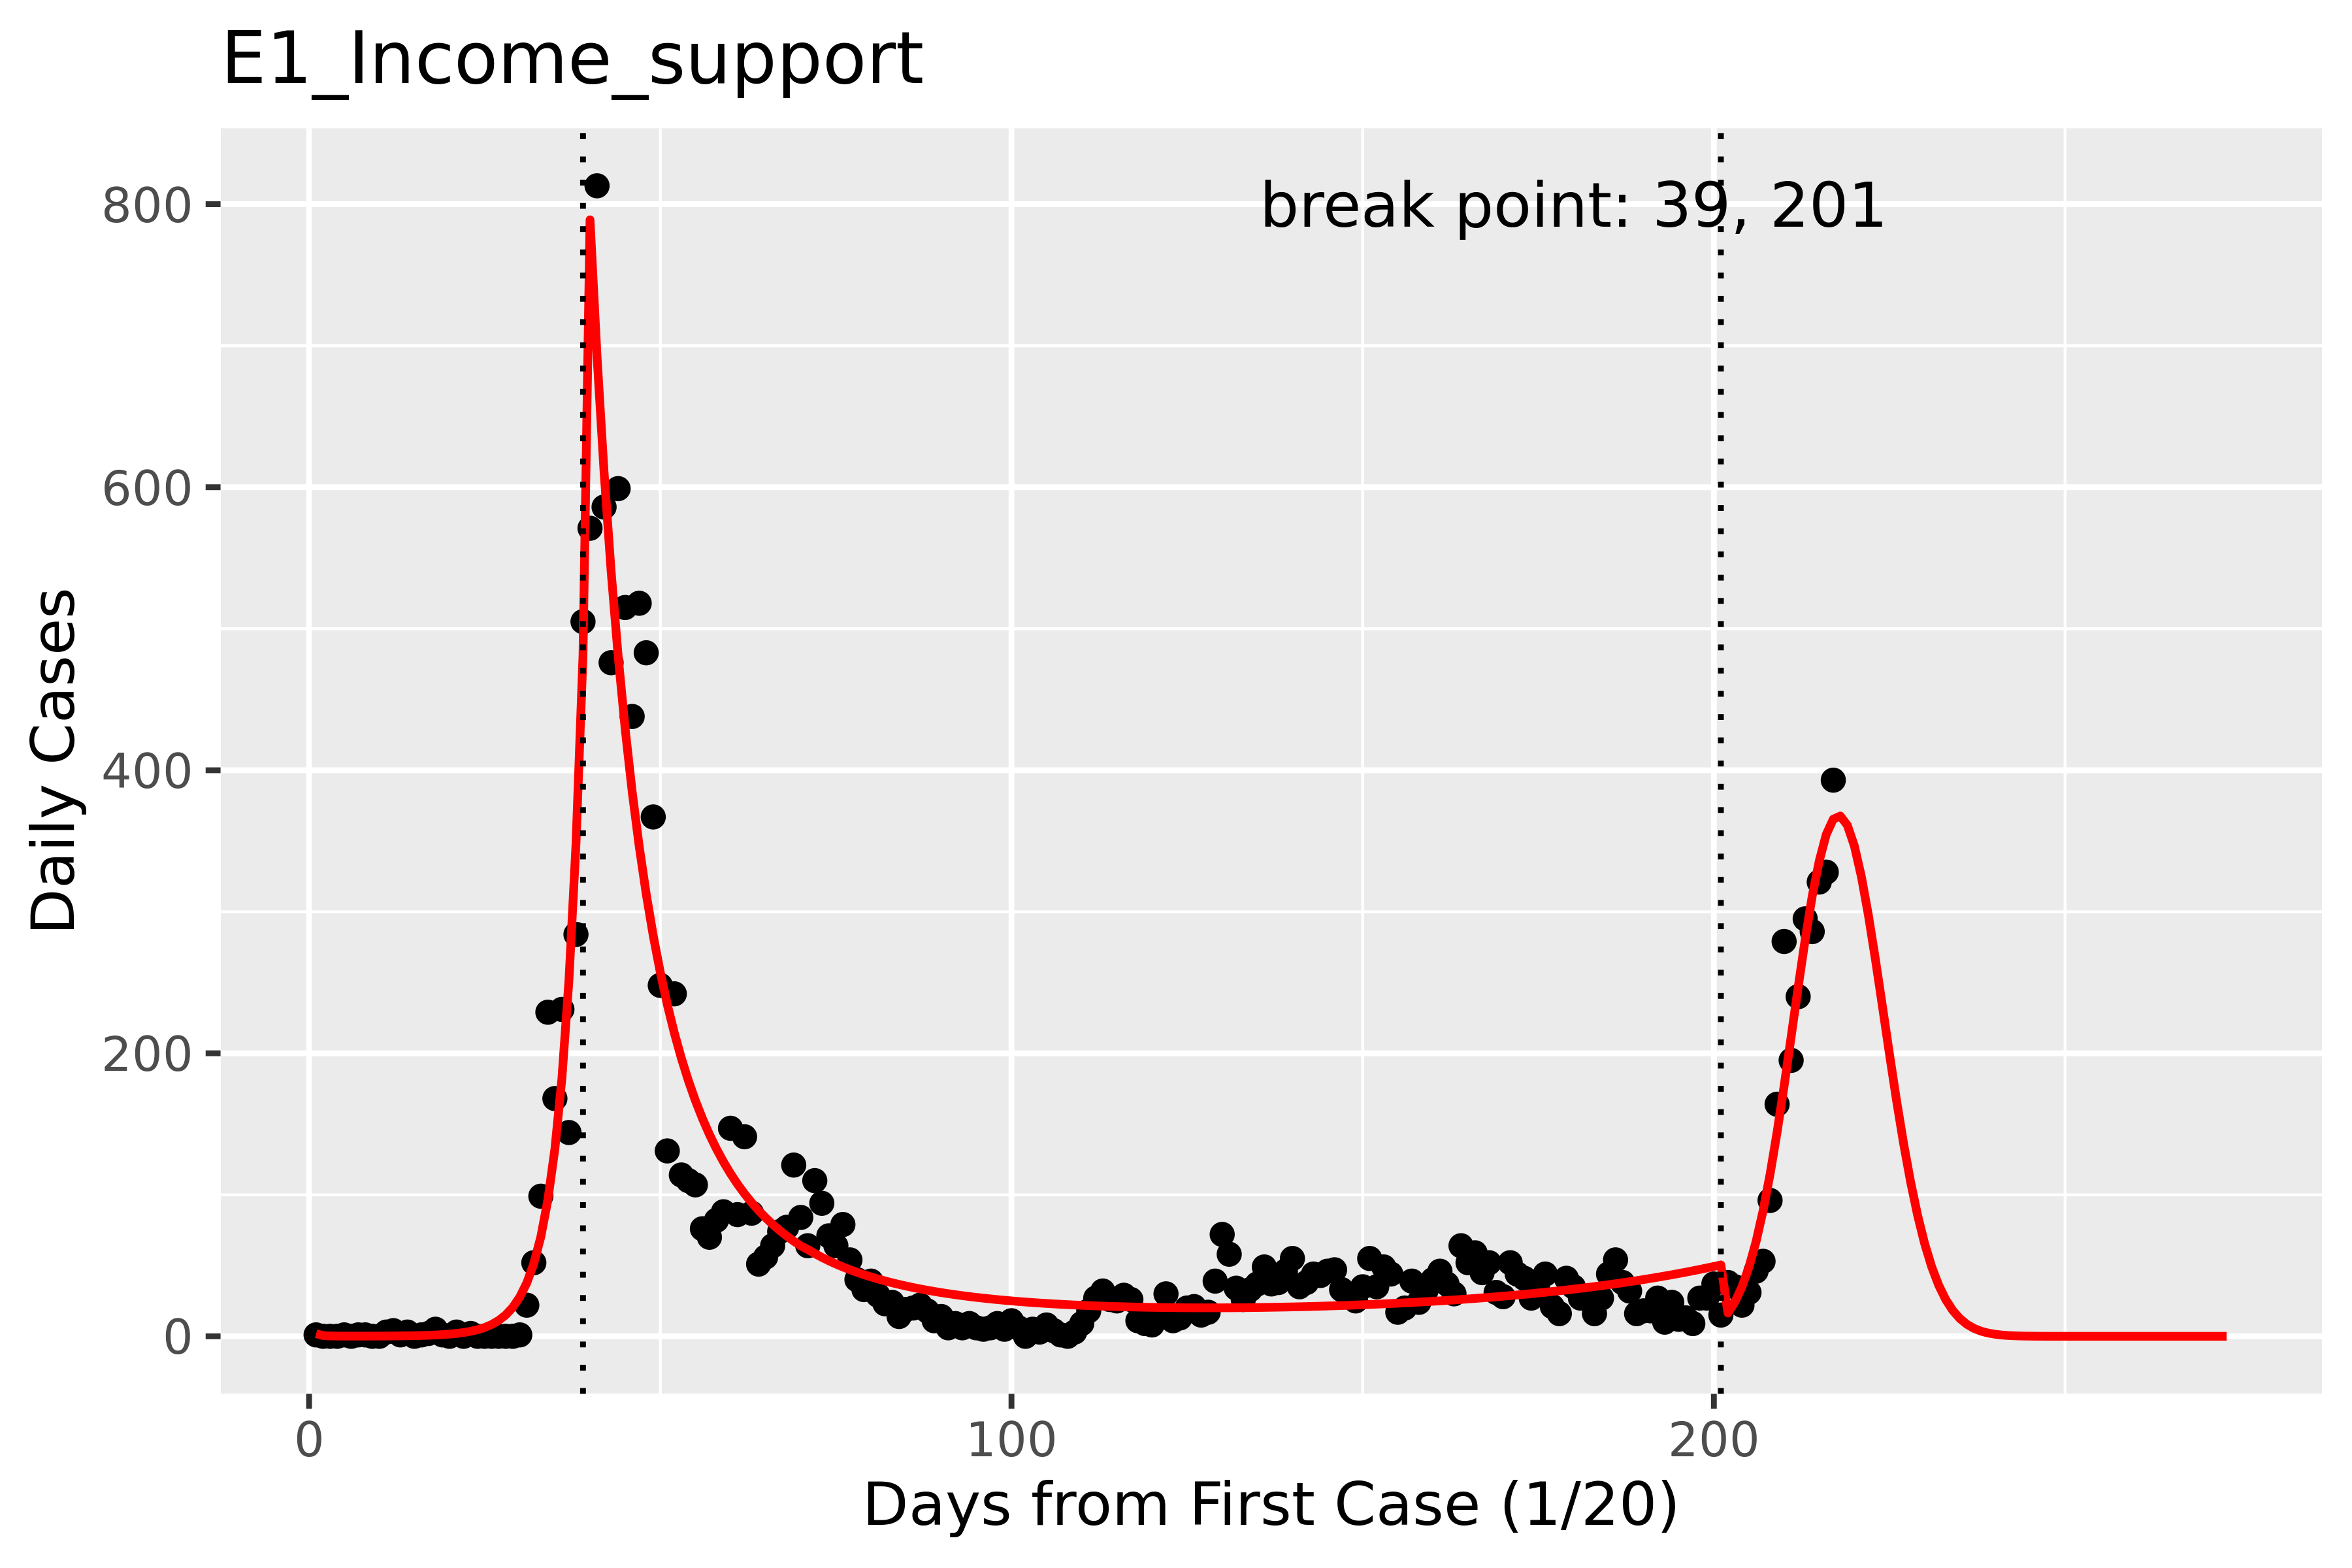 E1_Income_support
break point: 39, 201
800
600
400
200
0
Daily Cases
0 100 200
Days from First Case (1/20)